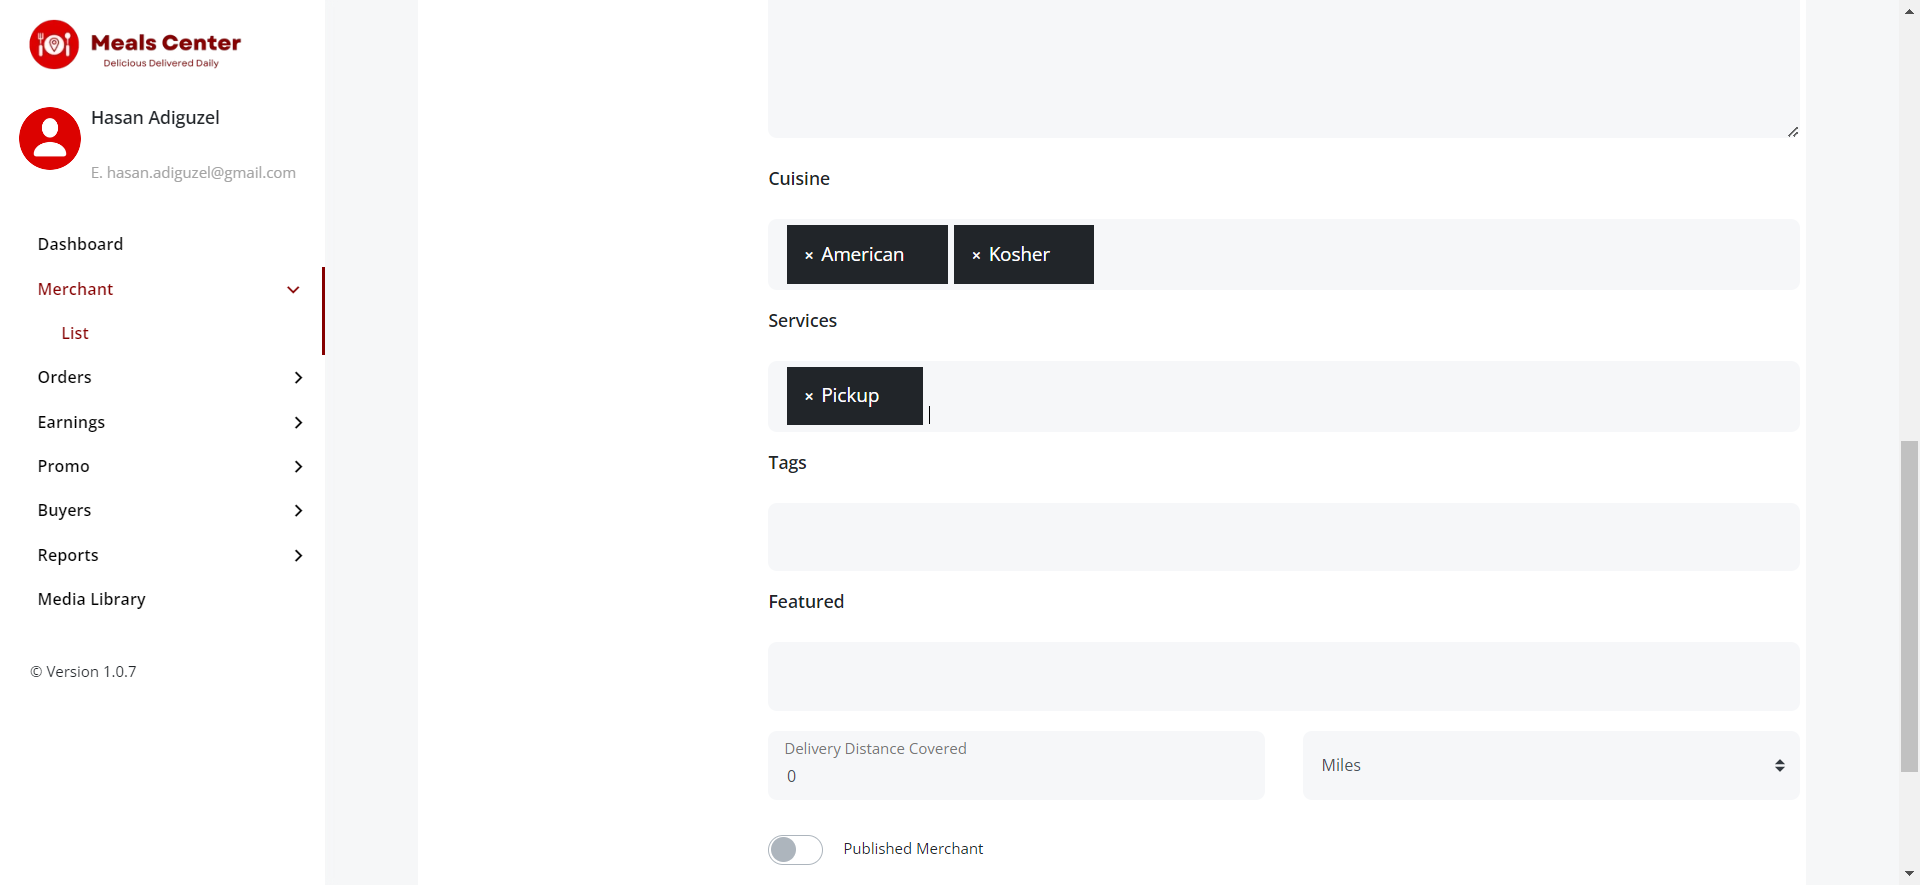 Meals Center
Delicious Delivered Daily
Hasan Adiguzel
E. hasan.adiguzel@gmail.com
Dashboard
Merchant
List
Orders
Earnings
Promo
Buyers
Reports
Media Library
© Version 1.0.7
Cuisine
× American × Kosher
Services
× Pickup
Tags
Featured
Delivery Distance Covered
0
Miles
Published Merchant